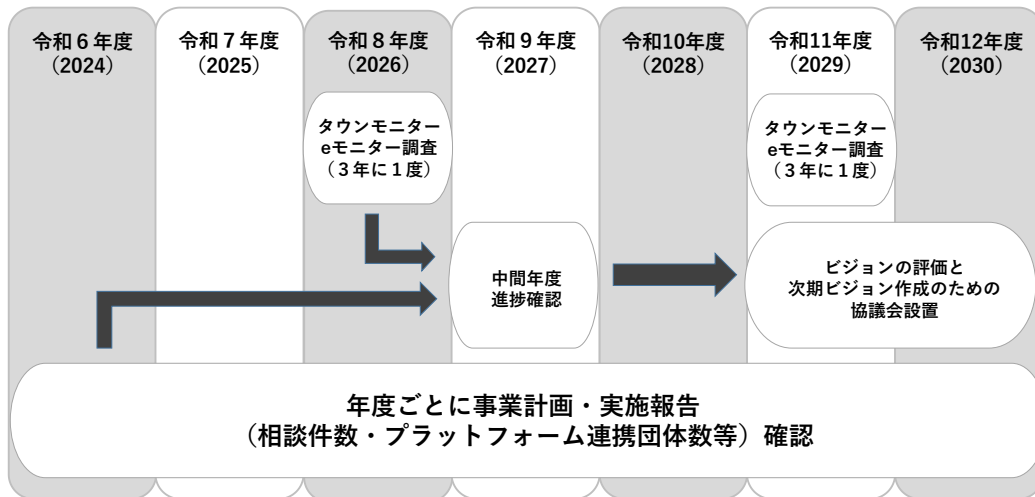 令和６年度
（2024）
令和７年度
（2025）
令和８年度
（2026）
令和９年度
（2027）
令和10年度
（2028）
令和11年度
（2029）
令和12年度
（2030）
タウンモニター
eモニター調査
（３年に１度）
タウンモニター
eモニター調査
（３年に１度）
中間年度
進捗確認
ビジョンの評価と
次期ビジョン作成のための
協議会設置
年度ごとに事業計画・実施報告
（相談件数・プラットフォーム連携団体数等）確認